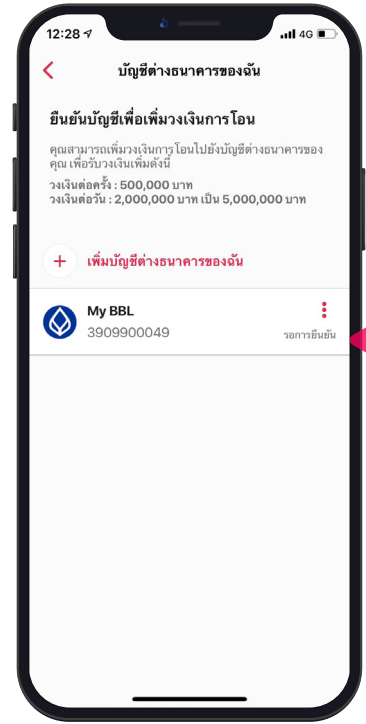 12:28
4G
บัญชีต่างธนาคารของฉัน
ยืนยันบัญชีเพื่อเพิ่มวงเงินการโอน
คุณสามารถเพิ่มวงเงินการโอนไปยังบัญชีต่างธนาคารของ
คุณ เพื่อรับวงเงินเพิ่มดังนี้
วงเงินต่อครั้ง : 500,000 บาท
วงเงินต่อวัน : 2,000,000 บาท เป็น 5,000,000 บาท
+ เพิ่มบัญชีต่างธนาคารของฉัน
My BBL
3909900049
รอการยืนยัน